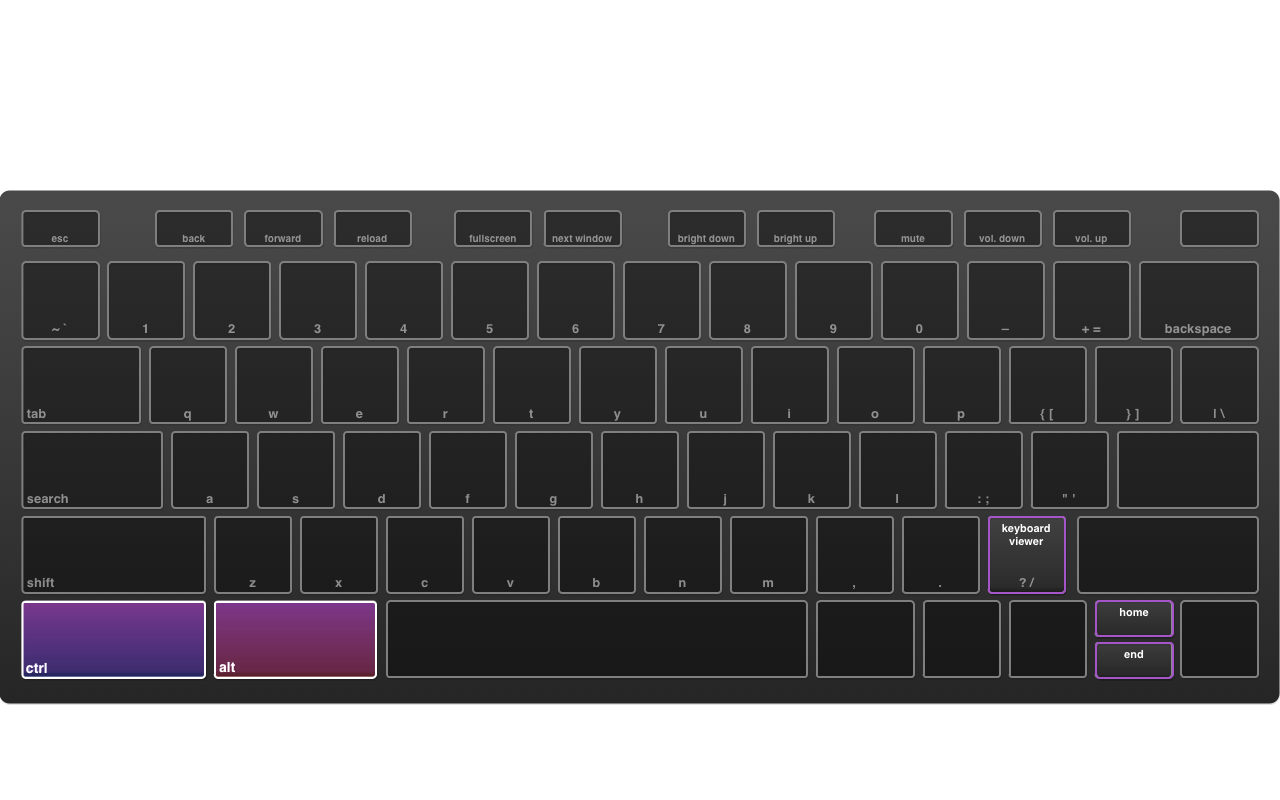 esc back forward reload fullscreen next window bright down bright up mute vol. down vol. up
~ ` 1 2 3 4 5 6 7 8 9 0 – + = backspace
tab q w e r t y u i o p { [ } ] | \
search a s d f g h j k l : ; " '
keyboard
viewer
shift z x c v b n m , . ? /
home
end
ctrl alt